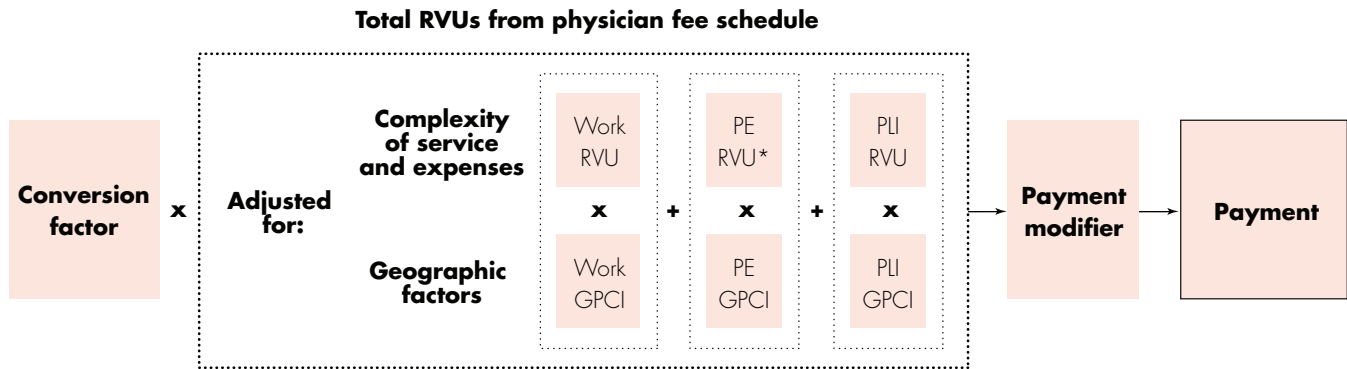 Total RVUs from physician fee schedule
Conversion
factor
x
Adjusted
for:
Complexity
of service
and expenses
Work
RVU
PE
RVU*
PLI
RVU
x
+
x
+
x
Geographic
factors
Work
GPCI
PE
GPCI
PLI
GPCI
Payment
modifier
Payment